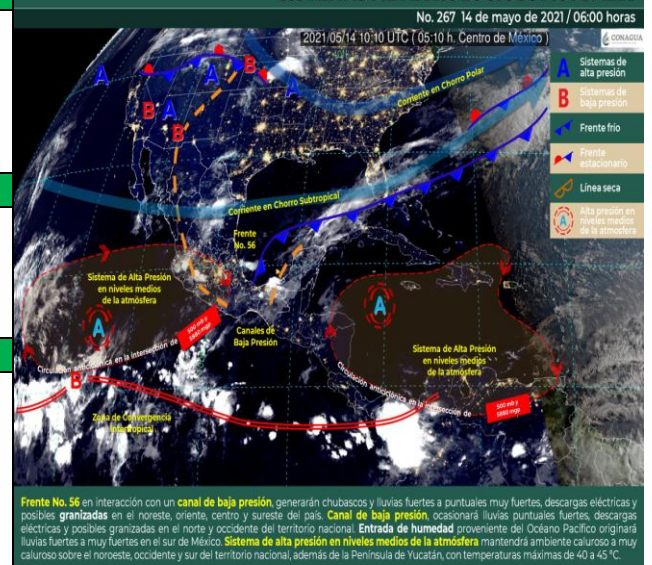 No. 267 14 de mayo de 2021 / 06:00 horas
2021/05/14 10:10 UTC ( 05:10 h. Centro de México )
CONAGUA
A Sistemas de alta presión
B Sistemas de baja presión
Frente frío
Frente estacionario
Línea seca
A Alta presión en niveles medios de la atmosfera
A
A
B
A
B
A
B
Corriente en Chorro Polar
Corriente en Chorro Subtropical
Frente
No. 56
Sistema de Alta Presión
en niveles medios
de la atmósfera
A
Canales de
Baja Presión
A
Sistema de Alta Presión
en niveles medios
de la atmósfera
Circulación anticiclónica en la intersección de
500 mb y
5880 mgp
Circulación anticiclónica en la intersección de
500 mb y
5880 mgp
B
Zona de Convergencia
Intertropical
Frente No. 56 en interacción con un canal de baja presión, generarán chubascos y lluvias fuertes a puntuales muy fuertes, descargas eléctricas y
posibles granizadas en el noreste, oriente, centro y sureste del país. Canal de baja presión, ocasionará lluvias puntuales fuertes, descargas
eléctricas y posibles granizadas en el norte y occidente del territorio nacional. Entrada de humedad proveniente del Océano Pacífico originará
lluvias fuertes a muy fuertes en el sur de México. Sistema de alta presión en niveles medios de la atmósfera mantendrá ambiente caluroso a muy
caluroso sobre el noroeste, occidente y sur del territorio nacional, además de la Península de Yucatán, con temperaturas máximas de 40 a 45 °C.